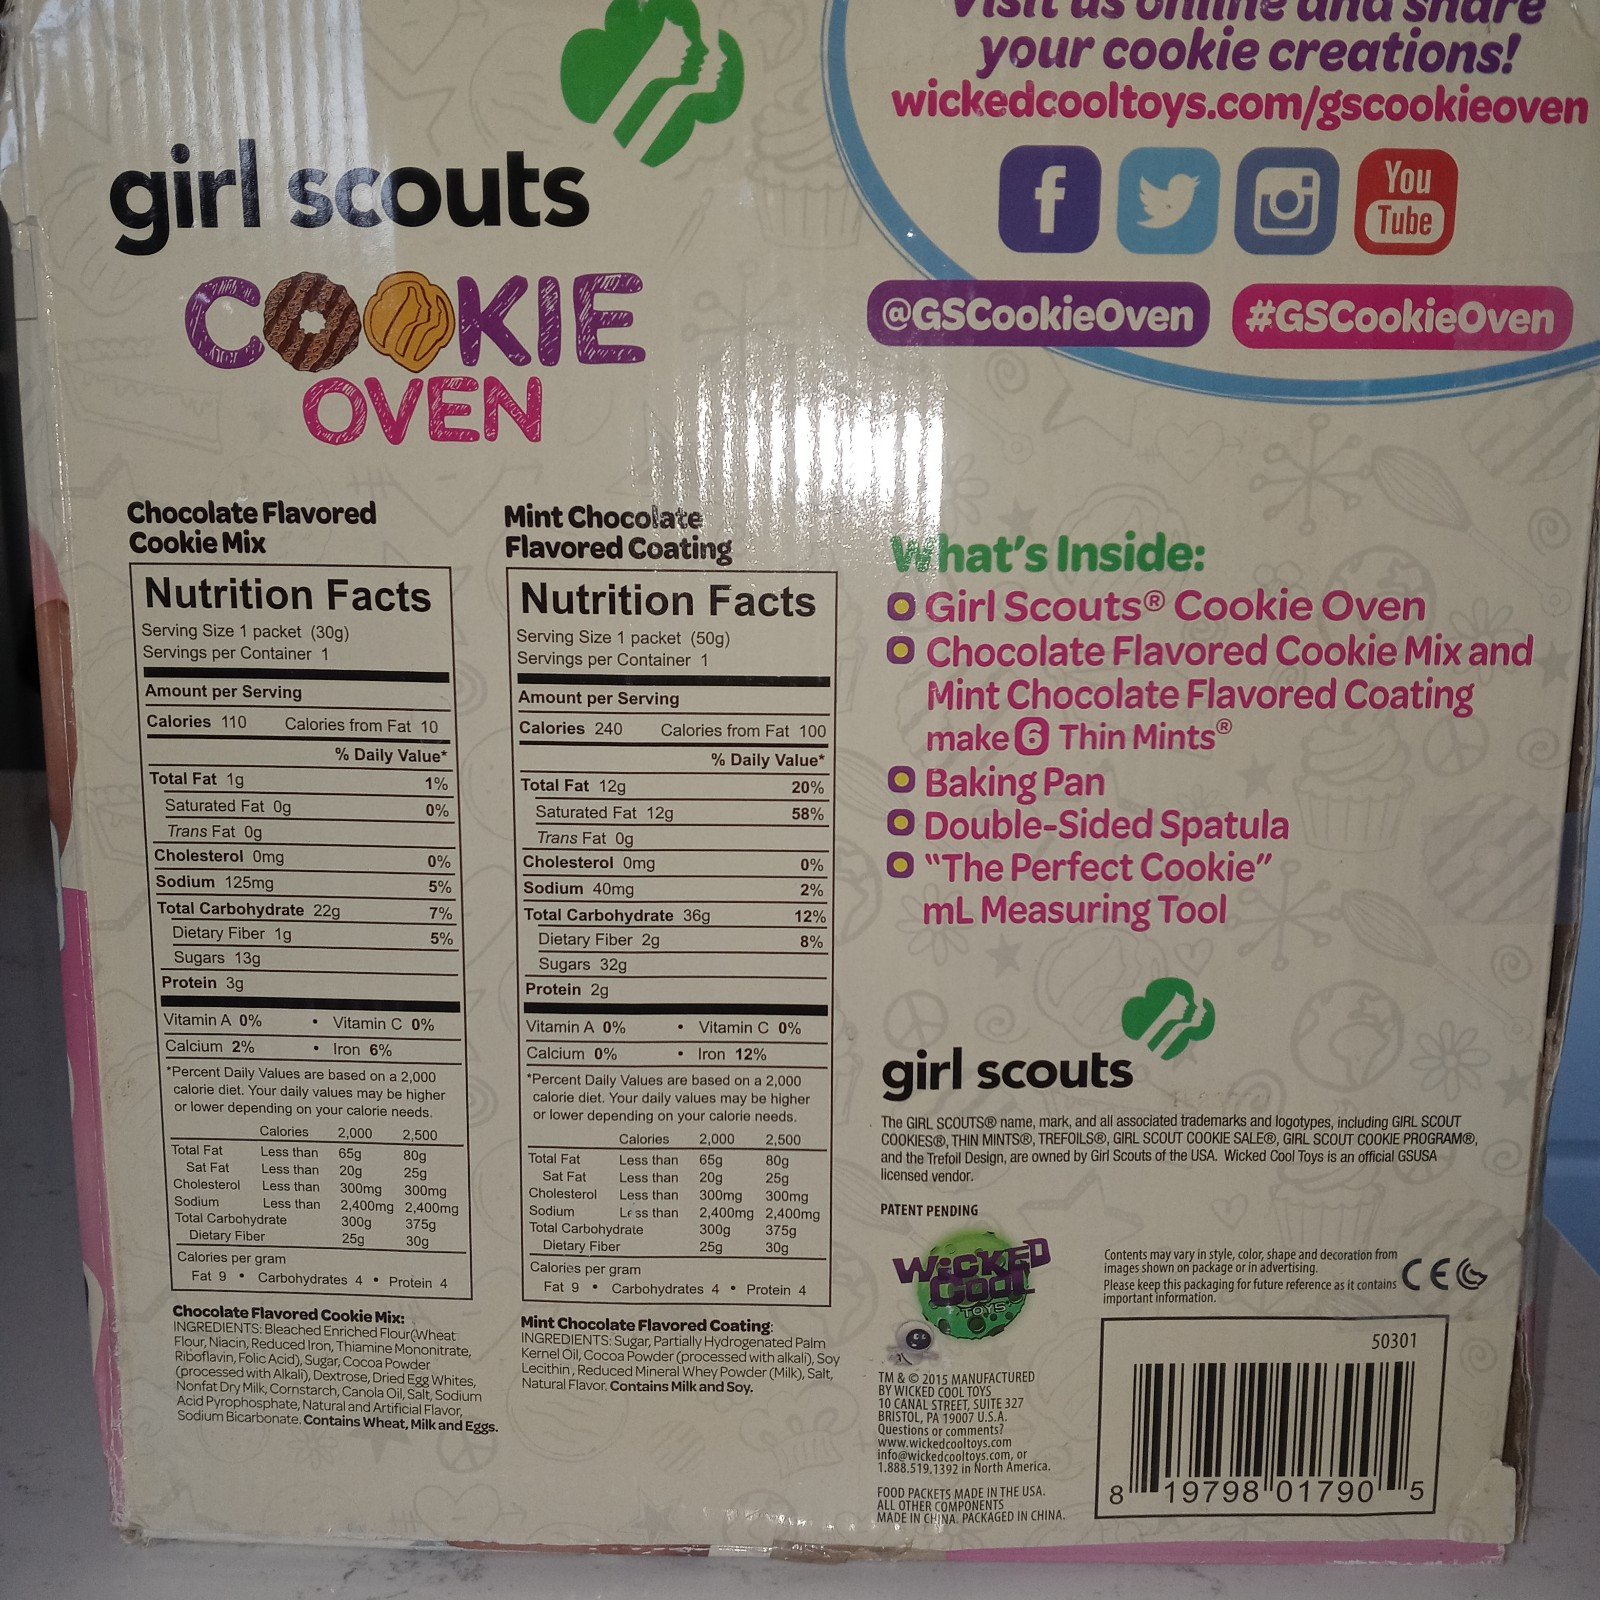 Visit us online and share
your cookie creations!
wickedcooltoys.com/gscookieoven
f
You
Tube
@GSCookieOven
#GSCookieOven
girl scouts
COOKIE
OVEN
Chocolate Flavored
Cookie Mix
Nutrition Facts
Serving Size 1 packet (30g)
Servings per Container 1
Amount per Serving
Calories 110 Calories from Fat 10
% Daily Value*
Total Fat 1g 1%
Saturated Fat 0g 0%
Trans Fat 0g
Cholesterol 0mg 0%
Sodium 125mg 5%
Total Carbohydrate 22g 7%
Dietary Fiber 1g 5%
Sugars 13g
Protein 3g
Vitamin A 0% • Vitamin C 0%
Calcium 2% • Iron 6%
*Percent Daily Values are based on a 2,000
calorie diet. Your daily values may be higher
or lower depending on your calorie needs.
Calories 2,000 2,500
Total Fat Less than 65g 80g
Sat Fat Less than 20g 25g
Cholesterol Less than 300mg 300mg
Sodium Less than 2,400mg 2,400mg
Total Carbohydrate 300g 375g
Dietary Fiber 25g 30g
Calories per gram
Fat 9 • Carbohydrates 4 • Protein 4
Chocolate Flavored Cookie Mix:
INGREDIENTS: Bleached Enriched Flour(Wheat
Flour, Niacin, Reduced Iron, Thiamine Mononitrate,
Riboflavin, Folic Acid), Sugar, Cocoa Powder
(processed with Alkali), Dextrose, Dried Egg Whites,
Nonfat Dry Milk, Cornstarch, Canola Oil, Salt, Sodium
Acid Pyrophosphate, Natural and Artificial Flavor,
Sodium Bicarbonate. Contains Wheat, Milk and Eggs.
Mint Chocolate
Flavored Coating
Nutrition Facts
Serving Size 1 packet (50g)
Servings per Container 1
Amount per Serving
Calories 240 Calories from Fat 100
% Daily Value*
Total Fat 12g 20%
Saturated Fat 12g 58%
Trans Fat 0g
Cholesterol 0mg 0%
Sodium 40mg 2%
Total Carbohydrate 36g 12%
Dietary Fiber 2g 8%
Sugars 32g
Protein 2g
Vitamin A 0% • Vitamin C 0%
Calcium 0% • Iron 12%
*Percent Daily Values are based on a 2,000
calorie diet. Your daily values may be higher
or lower depending on your calorie needs.
Calories 2,000 2,500
Total Fat Less than 65g 80g
Sat Fat Less than 20g 25g
Cholesterol Less than 300mg 300mg
Sodium Less than 2,400mg 2,400mg
Total Carbohydrate 300g 375g
Dietary Fiber 25g 30g
Calories per gram
Fat 9 • Carbohydrates 4 • Protein 4
Mint Chocolate Flavored Coating:
INGREDIENTS: Sugar, Partially Hydrogenated Palm
Kernel Oil, Cocoa Powder (processed with alkali), Soy
Lecithin, Reduced Mineral Whey Powder (Milk), Salt,
Natural Flavor. Contains Milk and Soy.
What's Inside:
Girl Scouts® Cookie Oven
Chocolate Flavored Cookie Mix and
Mint Chocolate Flavored Coating
make 6 Thin Mints®
Baking Pan
Double-Sided Spatula
"The Perfect Cookie"
mL Measuring Tool
girl scouts
The GIRL SCOUTS® name, mark, and all associated trademarks and logotypes, including GIRL SCOUT
COOKIES®, THIN MINTS®, TREFOILS®, GIRL SCOUT COOKIE SALE®, GIRL SCOUT COOKIE PROGRAM®,
and the Trefoil Design, are owned by Girl Scouts of the USA. Wicked Cool Toys is an official GSUSA
licensed vendor.
PATENT PENDING
WICKED
COOL
TOYS
Contents may vary in style, color, shape and decoration from
images shown on package or in advertising.
Please keep this packaging for future reference as it contains
important information.
CE
TM & © 2015 MANUFACTURED
BY WICKED COOL TOYS
10 CANAL STREET, SUITE 327
BRISTOL, PA 19007 U.S.A.
Questions or comments?
www.wickedcooltoys.com
info@wickedcooltoys.com, or
1.888.519.1392 in North America.
FOOD PACKETS MADE IN THE USA.
ALL OTHER COMPONENTS
MADE IN CHINA. PACKAGED IN CHINA.
50301
8 19798 01790 5